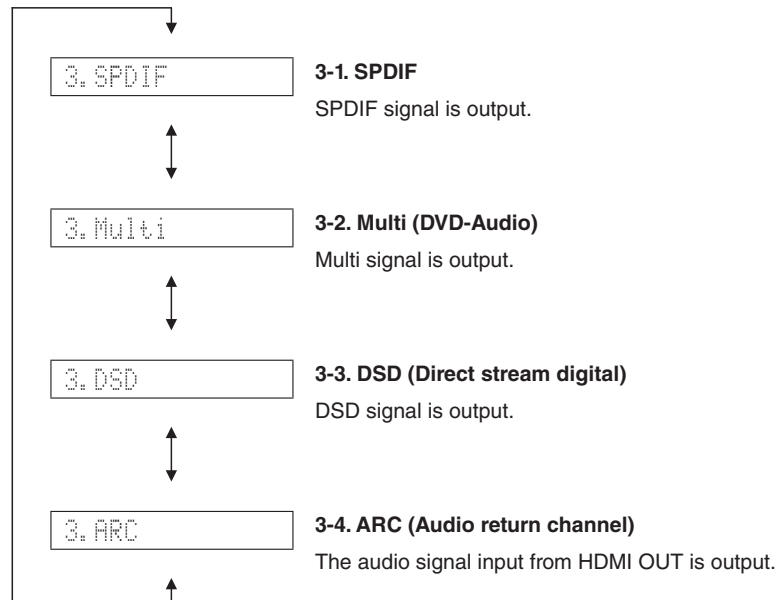 3.SPDIF
3-1. SPDIF
SPDIF signal is output.
3.Multi
3-2. Multi (DVD-Audio)
Multi signal is output.
3.DSD
3-3. DSD (Direct stream digital)
DSD signal is output.
3.ARC
3-4. ARC (Audio return channel)
The audio signal input from HDMI OUT is output.